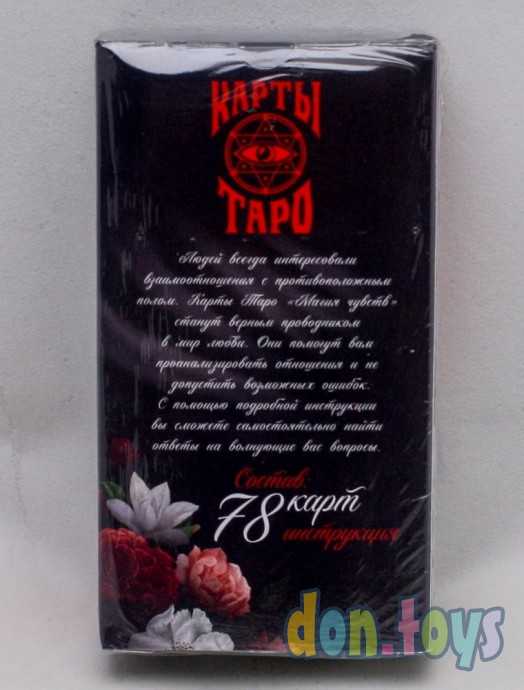 КАРТЫ
ТАРО
Людей всегда интересовали
взаимоотношения с противоположным
полом. Карты Таро «Магия чувств»
станут верным проводником
в мир любви. Они помогут вам
проанализировать отношения и не
допустить возможных ошибок.
С помощью подробной инструкции
вы сможете самостоятельно найти
ответы на волнующие вас вопросы.
Состав:
78 карт
инструкция
don.toys